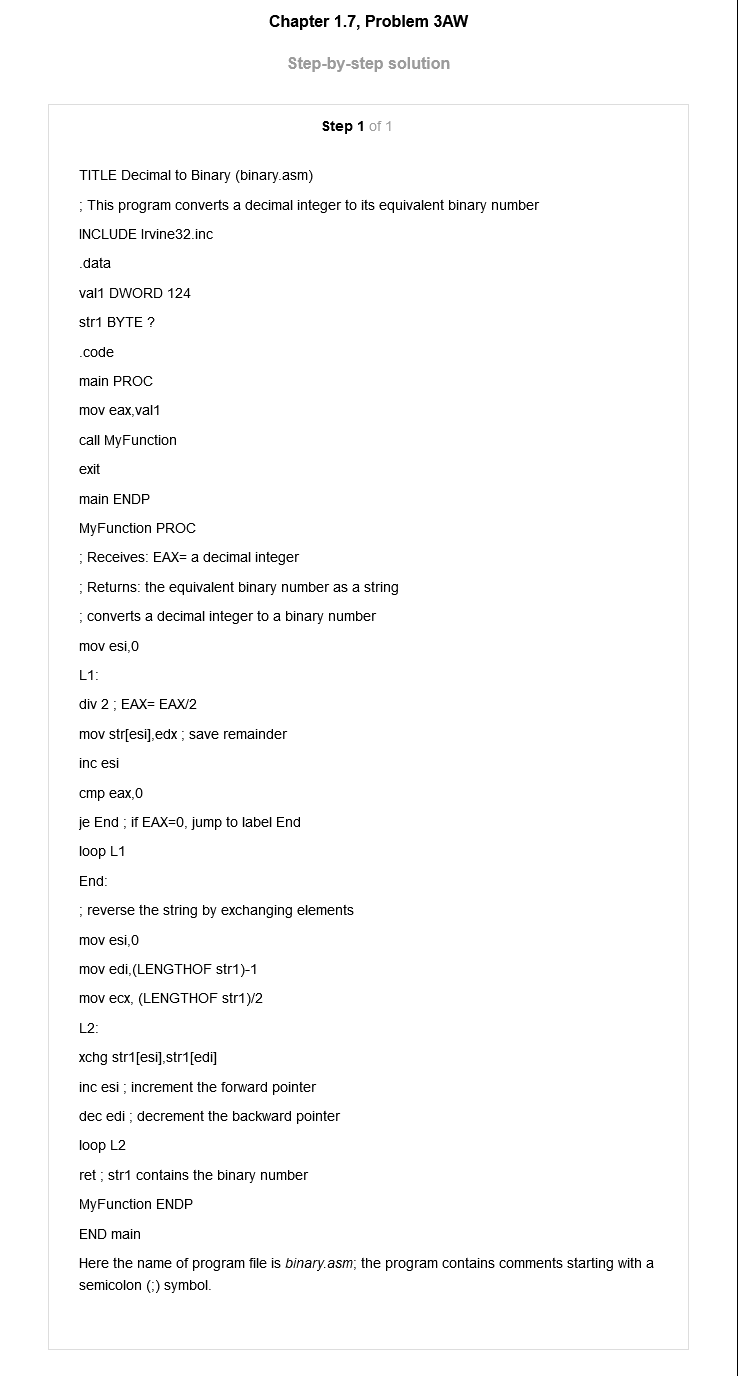 Chapter 1.7, Problem 3AW
Step-by-step solution
Step 1 of 1
TITLE Decimal to Binary (binary.asm)
; This program converts a decimal integer to its equivalent binary number
INCLUDE Irvine32.inc
.data
val1 DWORD 124
str1 BYTE ?
.code
main PROC
mov eax,val1
call MyFunction
exit
main ENDP
MyFunction PROC
; Receives: EAX= a decimal integer
; Returns: the equivalent binary number as a string
; converts a decimal integer to a binary number
mov esi,0
L1:
div 2 ; EAX= EAX/2
mov str[esi],edx ; save remainder
inc esi
cmp eax,0
je End ; if EAX=0, jump to label End
loop L1
End:
; reverse the string by exchanging elements
mov esi,0
mov edi,(LENGTHOF str1)-1
mov ecx, (LENGTHOF str1)/2
L2:
xchg str1[esi],str1[edi]
inc esi ; increment the forward pointer
dec edi ; decrement the backward pointer
loop L2
ret ; str1 contains the binary number
MyFunction ENDP
END main
Here the name of program file is binary.asm; the program contains comments starting with a
semicolon (;) symbol.